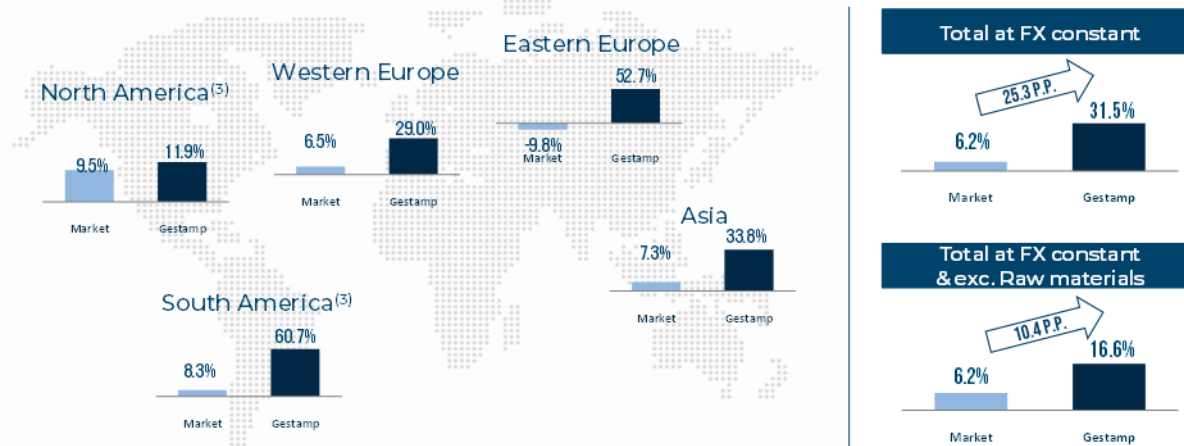 North America(3)
9.5%
11.9%
Market
Gestamp
Western Europe
6.5%
29.0%
Market
Gestamp
Eastern Europe
52.7%
-9.8%
Market
Gestamp
Asia
7.3%
33.8%
Market
Gestamp
South America(3)
8.3%
60.7%
Market
Gestamp
Total at FX constant
25.3 P.P.
6.2%
31.5%
Market
Gestamp
Total at FX constant
& exc. Raw materials
10.4 P.P.
6.2%
16.6%
Market
Gestamp